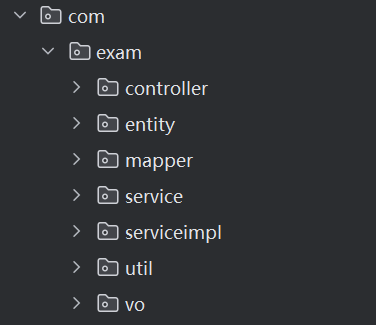 com
exam
controller
entity
mapper
service
serviceimpl
util
vo